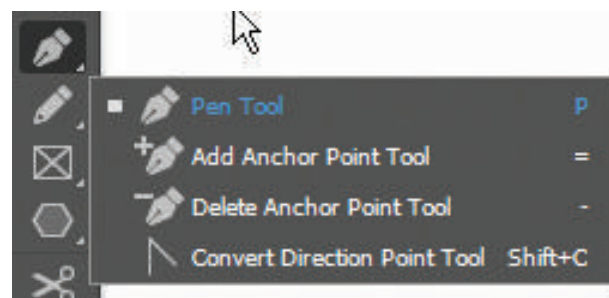 Pen Tool P
Add Anchor Point Tool =
Delete Anchor Point Tool -
Convert Direction Point Tool Shift+C